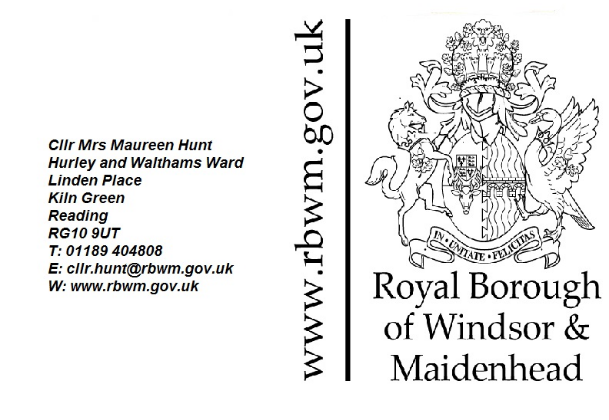 Cllr Mrs Maureen Hunt
Hurley and Walthams Ward
Linden Place
Kiln Green
Reading
RG10 9UT
T: 01189 404808
E: cllr.hunt@rbwm.gov.uk
W: www.rbwm.gov.uk
www.rbwm.gov.uk
IN · UNITATE · FELICITAS
Royal Borough
of Windsor &
Maidenhead